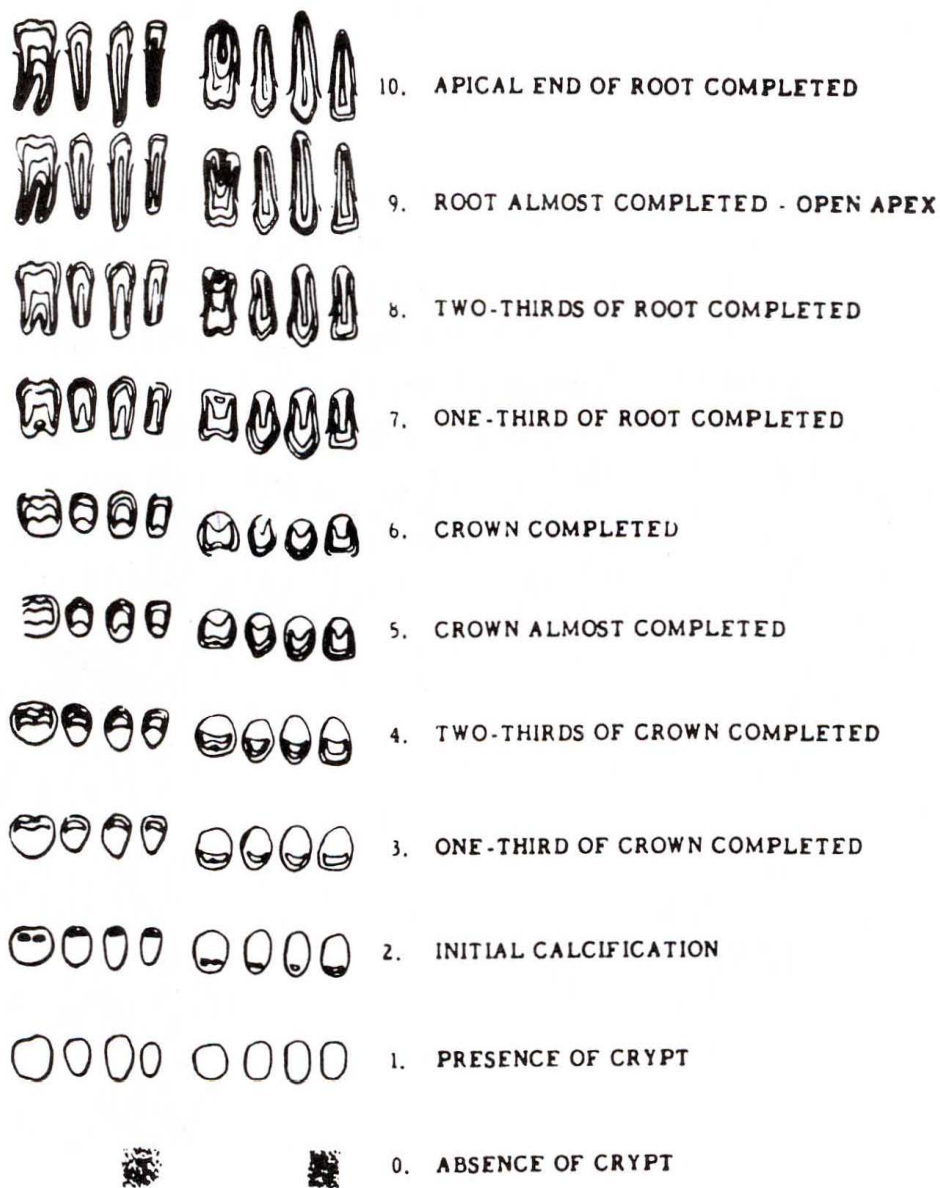 10. APICAL END OF ROOT COMPLETED
9. ROOT ALMOST COMPLETED - OPEN APEX
8. TWO-THIRDS OF ROOT COMPLETED
7. ONE-THIRD OF ROOT COMPLETED
6. CROWN COMPLETED
5. CROWN ALMOST COMPLETED
4. TWO-THIRDS OF CROWN COMPLETED
3. ONE-THIRD OF CROWN COMPLETED
2. INITIAL CALCIFICATION
1. PRESENCE OF CRYPT
0. ABSENCE OF CRYPT